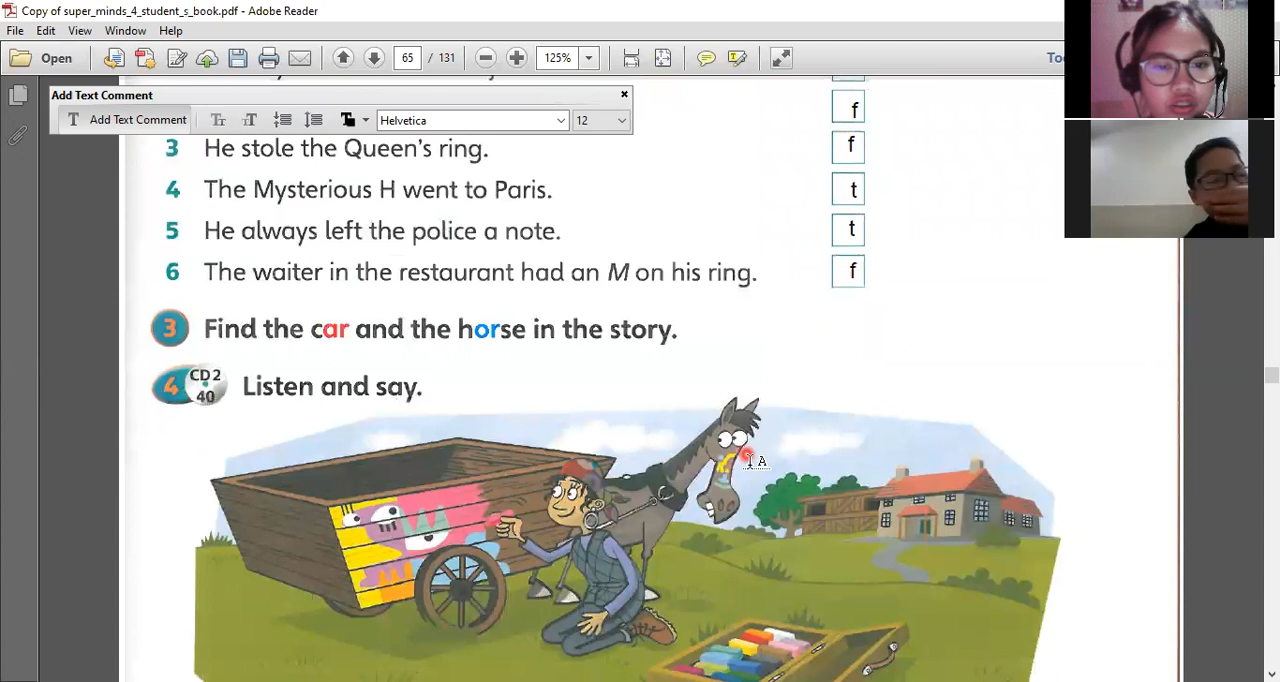 Copy of super_minds_4_student_s_book.pdf - Adobe Reader
File Edit View Window Help
Open 65 / 131 125%
Add Text Comment
T Add Text Comment Helvetica 12
f
3 He stole the Queen's ring. f
4 The Mysterious H went to Paris. t
5 He always left the police a note. t
6 The waiter in the restaurant had an M on his ring. f
3 Find the car and the horse in the story.
4 CD2 40 Listen and say.